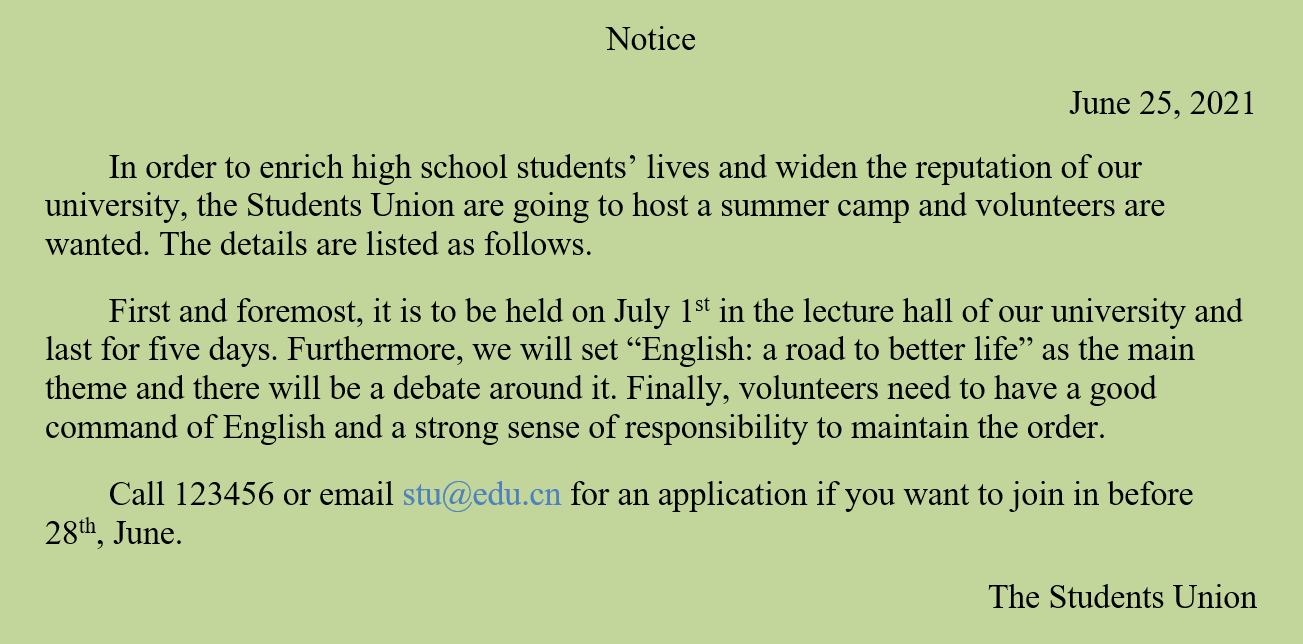 Notice
June 25, 2021
In order to enrich high school students’ lives and widen the reputation of our
university, the Students Union are going to host a summer camp and volunteers are
wanted. The details are listed as follows.
First and foremost, it is to be held on July 1st in the lecture hall of our university and
last for five days. Furthermore, we will set “English: a road to better life” as the main
theme and there will be a debate around it. Finally, volunteers need to have a good
command of English and a strong sense of responsibility to maintain the order.
Call 123456 or email stu@edu.cn for an application if you want to join in before
28th, June.
The Students Union